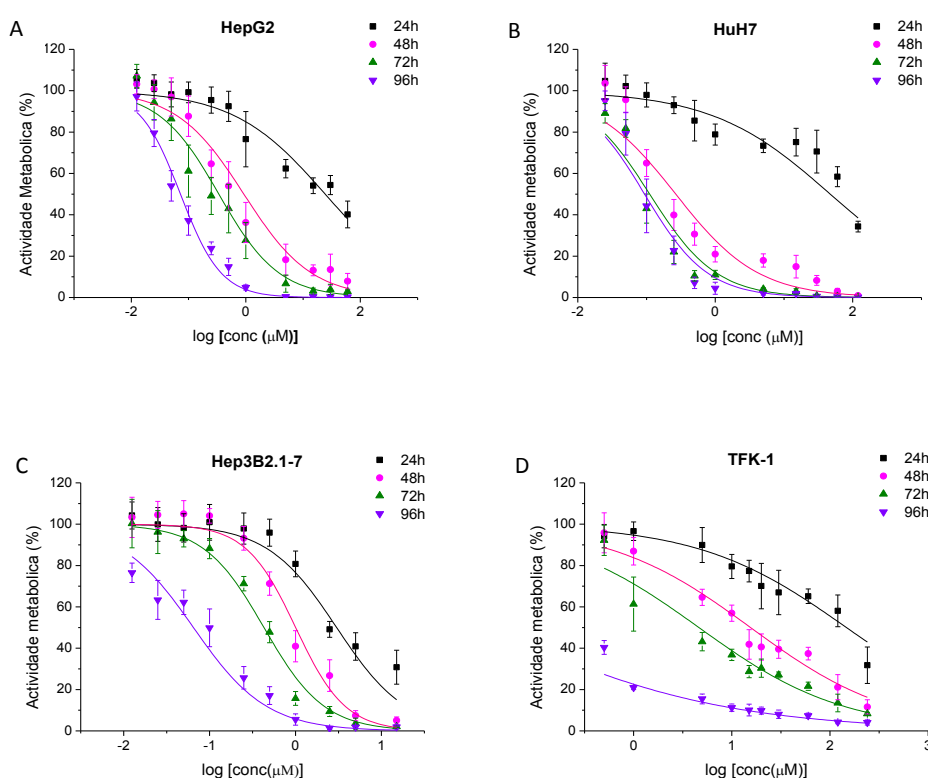 A
HepG2
24h
48h
72h
96h
Actividade Metabolica (%)
120
100
80
60
40
20
0
-2
0
2
log [conc (μM)]
B
HuH7
24h
48h
72h
96h
Actividade metabolica (%)
120
100
80
60
40
20
0
-1
0
1
2
log [conc (μM)]
C
Hep3B2.1-7
24h
48h
72h
96h
Actividade metabolica (%)
120
100
80
60
40
20
0
-2
-1
0
1
log [conc(μM)]
D
TFK-1
24h
48h
72h
96h
Actividade metabolica (%)
120
100
80
60
40
20
0
0
1
2
3
log [conc(μM)]